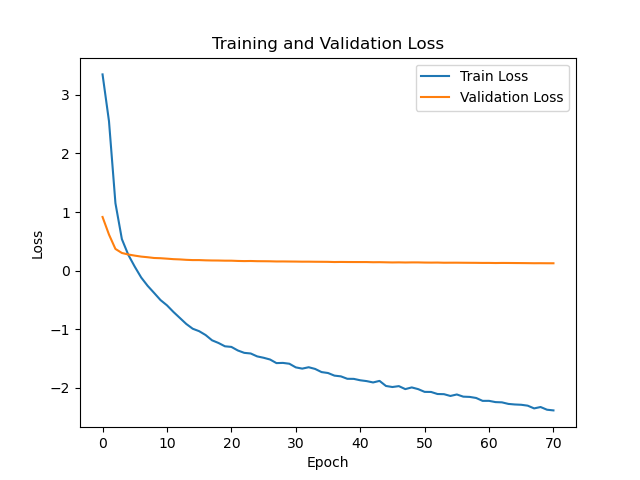 Training and Validation Loss
Train Loss
Validation Loss
3
2
1
0
−1
−2
Loss
0 10 20 30 40 50 60 70
Epoch